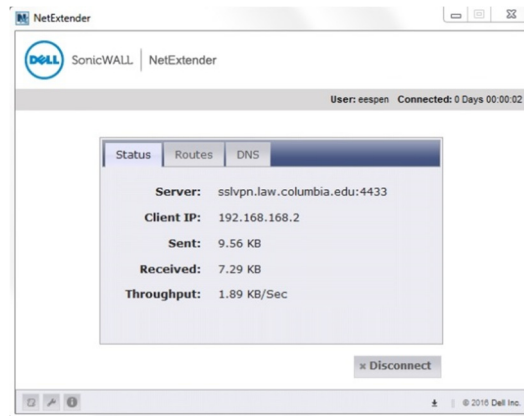 NetExtender
DELL SonicWALL | NetExtender
User: eespen Connected: 0 Days 00:00:02
Status Routes DNS
Server: sslvpn.law.columbia.edu:4433
Client IP: 192.168.168.2
Sent: 9.56 KB
Received: 7.29 KB
Throughput: 1.89 KB/Sec
× Disconnect
© 2016 Dell Inc.